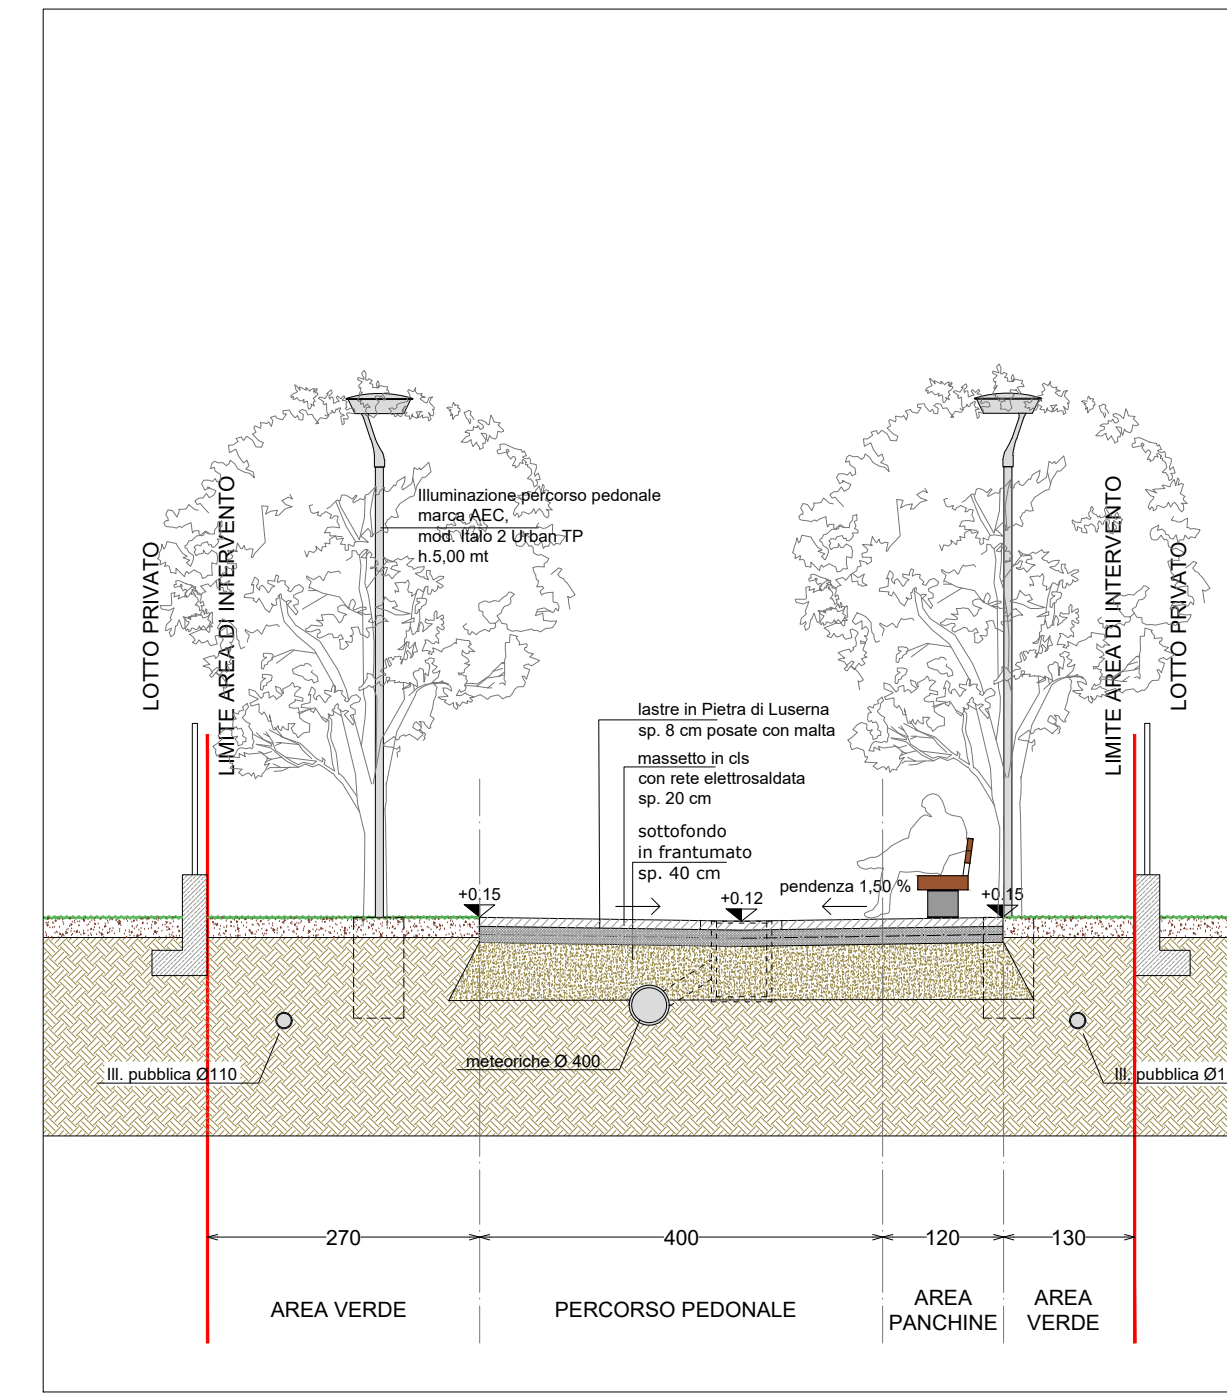 Illuminazione percorso pedonale
marca AEC,
mod. Italo 2 Urban TP
h.5,00 mt
LOTTO PRIVATO
LIMITE AREA DI INTERVENTO
LIMITE AREA DI INTERVENTO
LOTTO PRIVATO
lastre in Pietra di Luserna
sp. 8 cm posate con malta
massetto in cls
con rete elettrosaldata
sp. 20 cm
sottofondo
in frantumato
sp. 40 cm
pendenza 1,50 %
+0.15
+0.12
+0.15
meteoriche Ø 400
Ill. pubblica Ø110
Ill. pubblica Ø1
270
400
120
130
AREA VERDE
PERCORSO PEDONALE
AREA
PANCHINE
AREA
VERDE